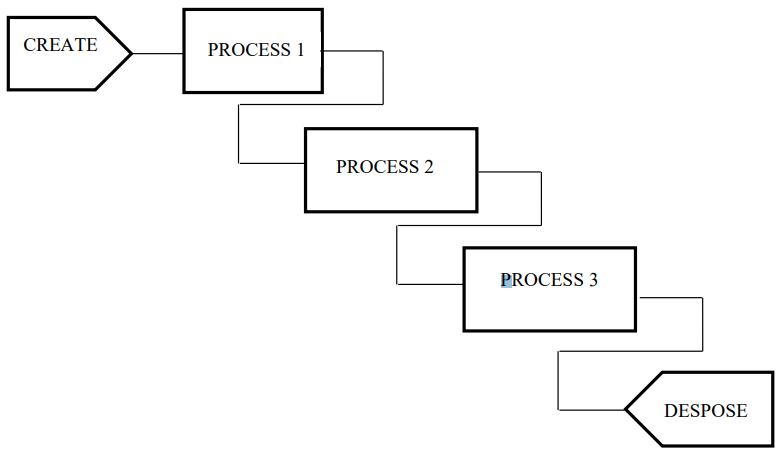 CREATE
PROCESS 1
PROCESS 2
PROCESS 3
DESPOSE